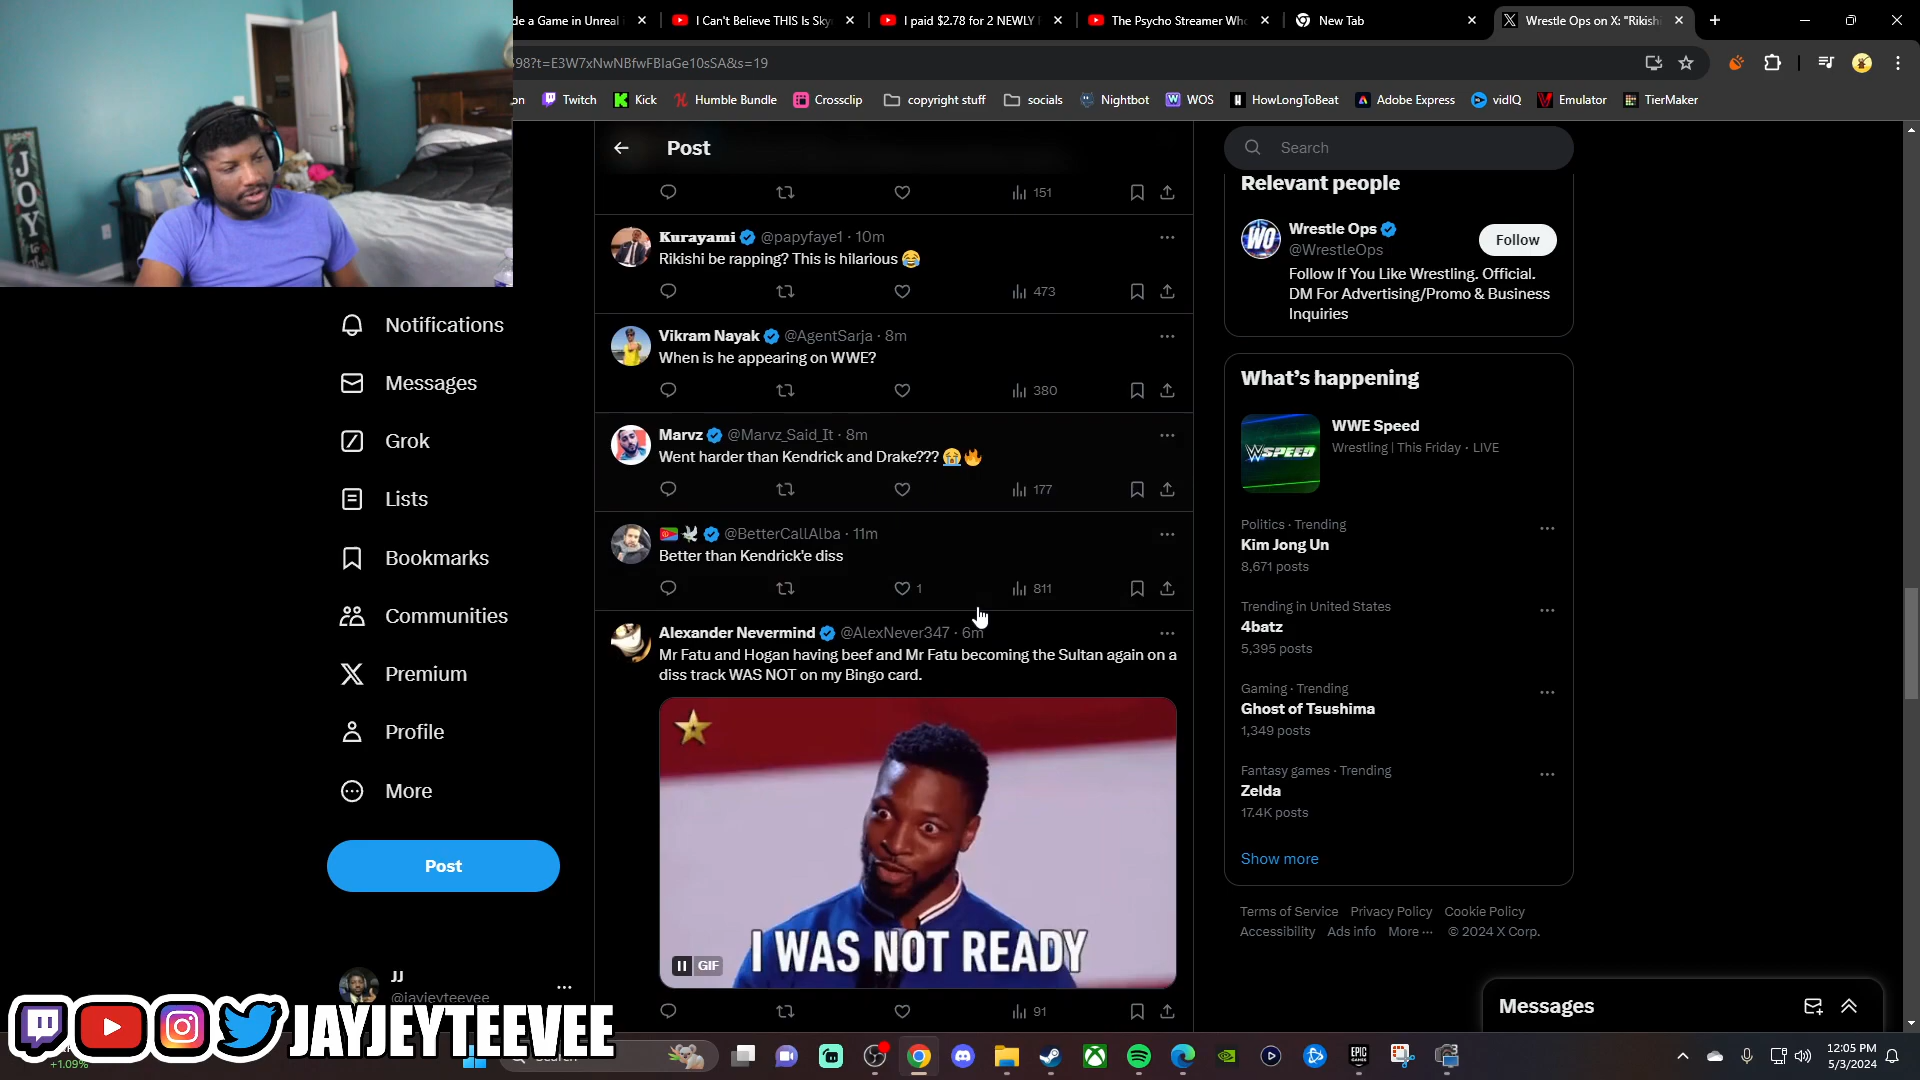 de a Game in Unreal
I Can't Believe THIS Is Sky
I paid $2.78 for 2 NEWLY
The Psycho Streamer Wh
New Tab
Wrestle Ops on X: "Rikish
98?t=E3W7xNwNBfwFBlaGe10sSA&s=19
on
Twitch
Kick
Humble Bundle
Crossclip
copyright stuff
socials
Nightbot
WOS
HowLongToBeat
Adobe Express
vidIQ
Emulator
TierMaker
JOY
Notifications
Messages
Grok
Lists
Bookmarks
Communities
Premium
Profile
More
Post
JJ
@jayjeyteevee
JAYJEYTEEVEE
+1.09%
Post
151
Kurayami @papyfaye1 · 10m
Rikishi be rapping? This is hilarious 😂
473
Vikram Nayak @AgentSarja · 8m
When is he appearing on WWE?
380
Marvz @Marvz_Said_It · 8m
Went harder than Kendrick and Drake??? 😭🔥
177
🇪🇷🕊 @BetterCallAlba · 11m
Better than Kendrick'e diss
1
811
Alexander Nevermind @AlexNever347 · 6m
Mr Fatu and Hogan having beef and Mr Fatu becoming the Sultan again on a
diss track WAS NOT on my Bingo card.
I WAS NOT READY
GIF
91
Search
Relevant people
WO
Wrestle Ops
@WrestleOps
Follow
Follow If You Like Wrestling. Official.
DM For Advertising/Promo & Business
Inquiries
What's happening
SPEED
WWE Speed
Wrestling | This Friday · LIVE
Politics · Trending
Kim Jong Un
8,671 posts
Trending in United States
4batz
5,395 posts
Gaming · Trending
Ghost of Tsushima
1,349 posts
Fantasy games · Trending
Zelda
17.4K posts
Show more
Terms of Service Privacy Policy Cookie Policy
Accessibility Ads info More ··· © 2024 X Corp.
Messages
EPIC
12:05 PM
5/3/2024